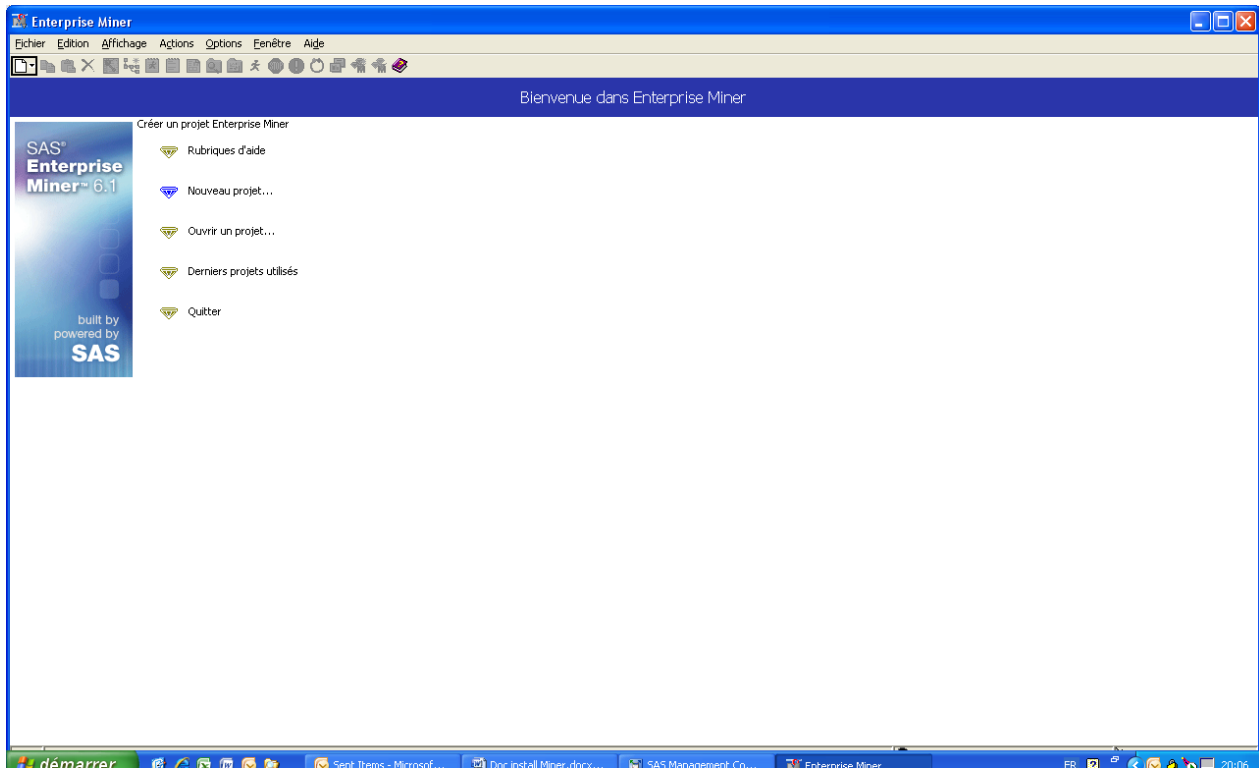 Enterprise Miner
Fichier Edition Affichage Actions Options Fenêtre Aide
Bienvenue dans Enterprise Miner
Créer un projet Enterprise Miner
SAS®
Enterprise
Miner™ 6.1
Rubriques d'aide
Nouveau projet...
Ouvrir un projet...
Derniers projets utilisés
Quitter
built by
powered by
SAS
démarrer
Sent Items - Microsof...
Doc install Miner.docx...
SAS Management Co...
Enterprise Miner
FR
20:06